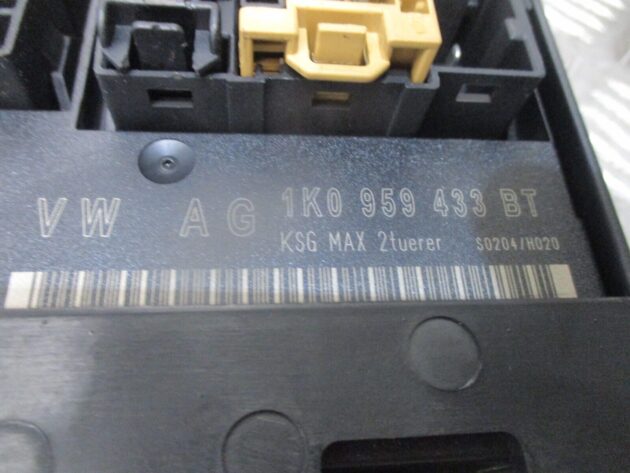 VW AG 1K0 959 433 BT
KSG MAX 2tuerer S0204/H020